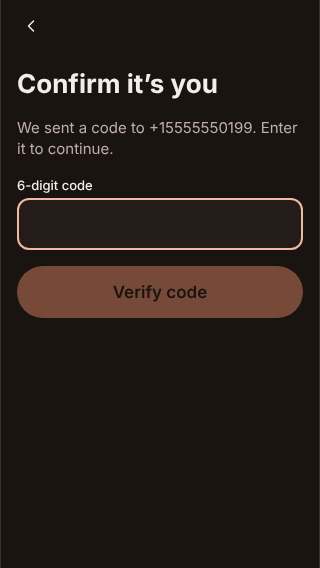 Confirm it’s you
We sent a code to +15555550199. Enter
it to continue.
6-digit code
Verify code